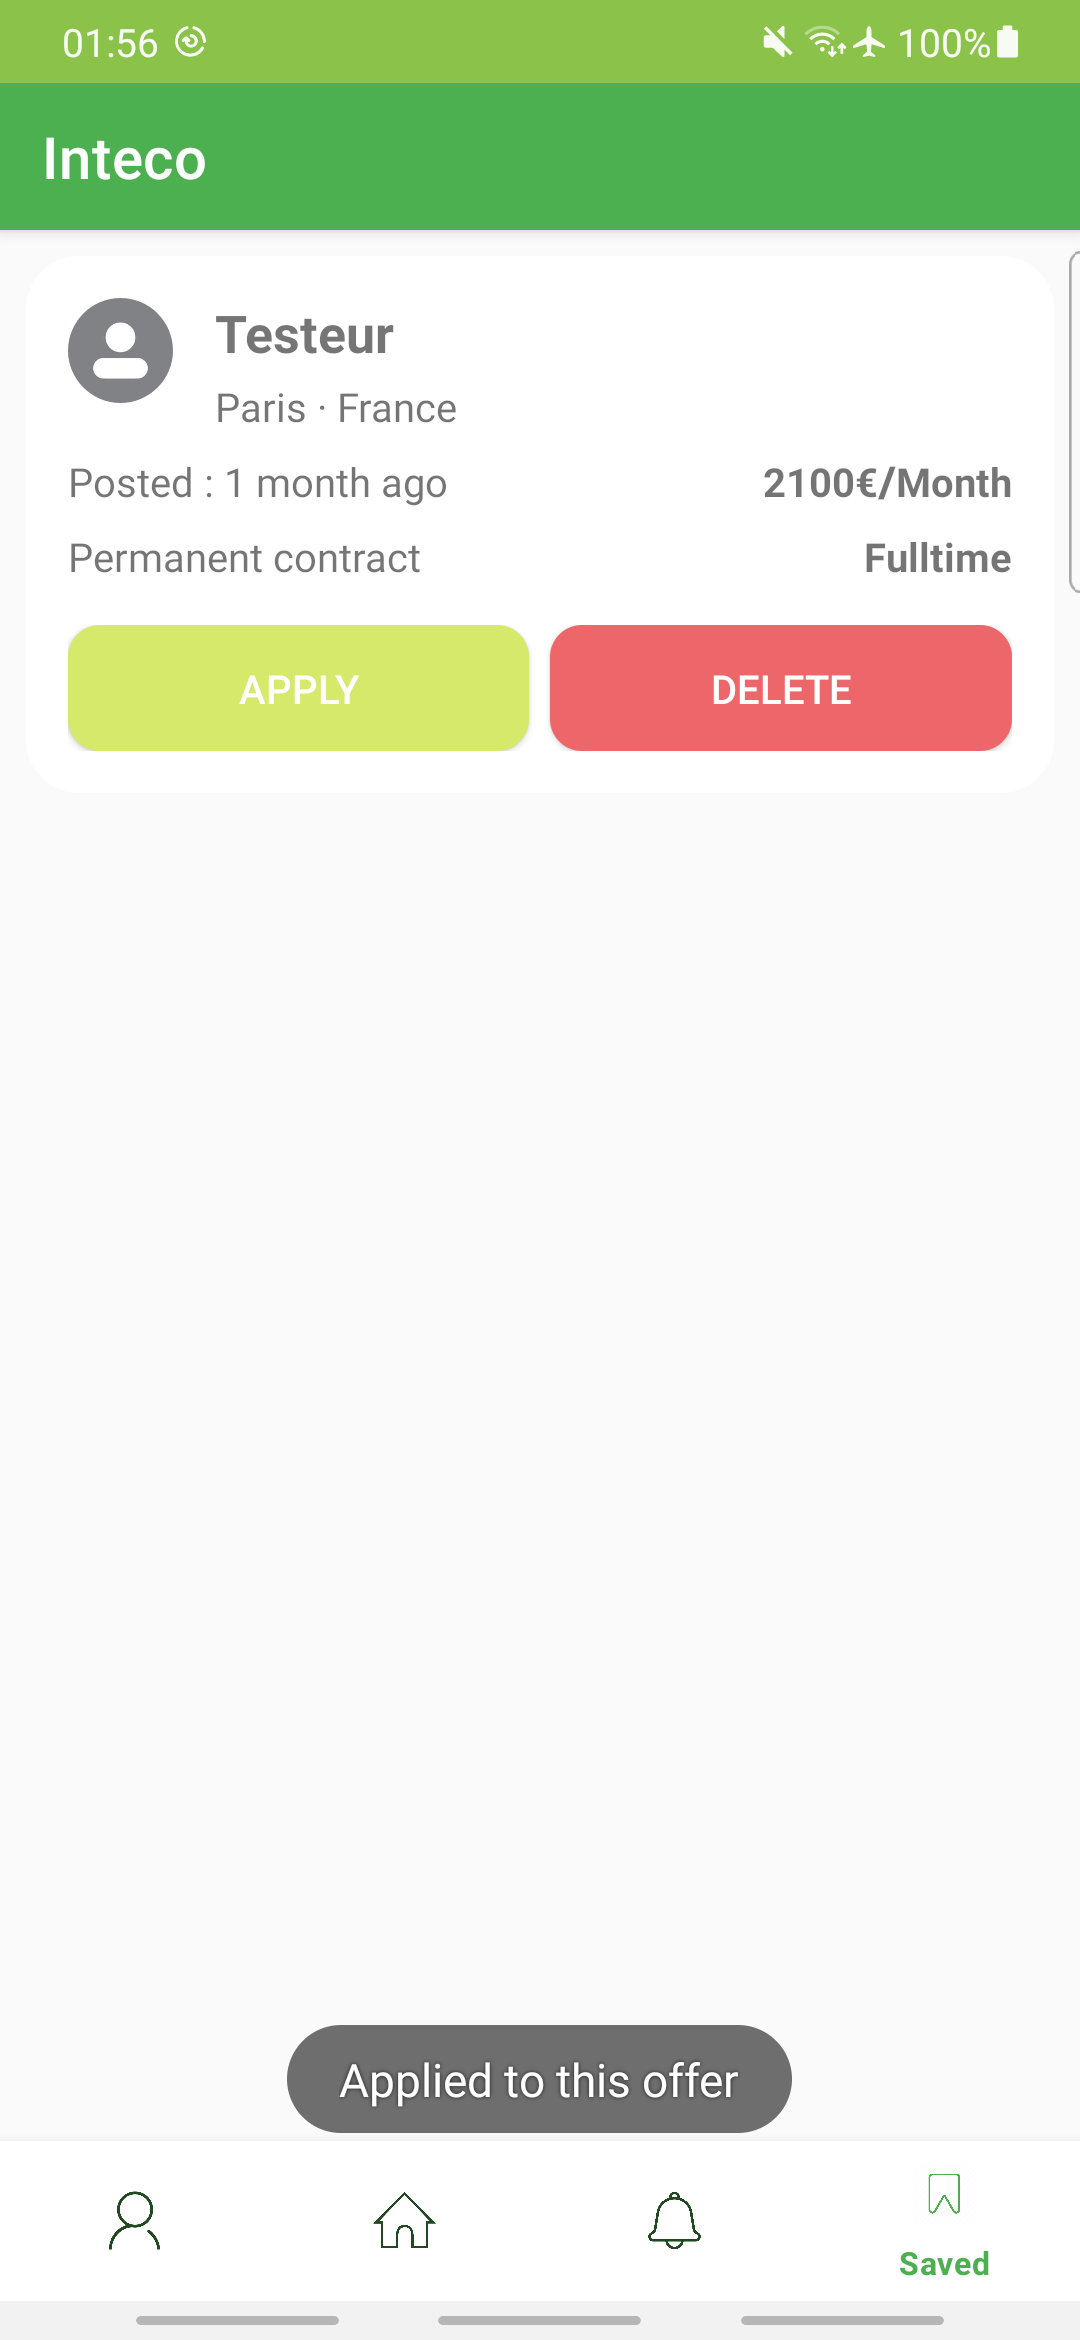 01:56 100%
Inteco
Testeur
Paris · France
Posted : 1 month ago 2100€/Month
Permanent contract Fulltime
APPLY DELETE
Applied to this offer
Saved